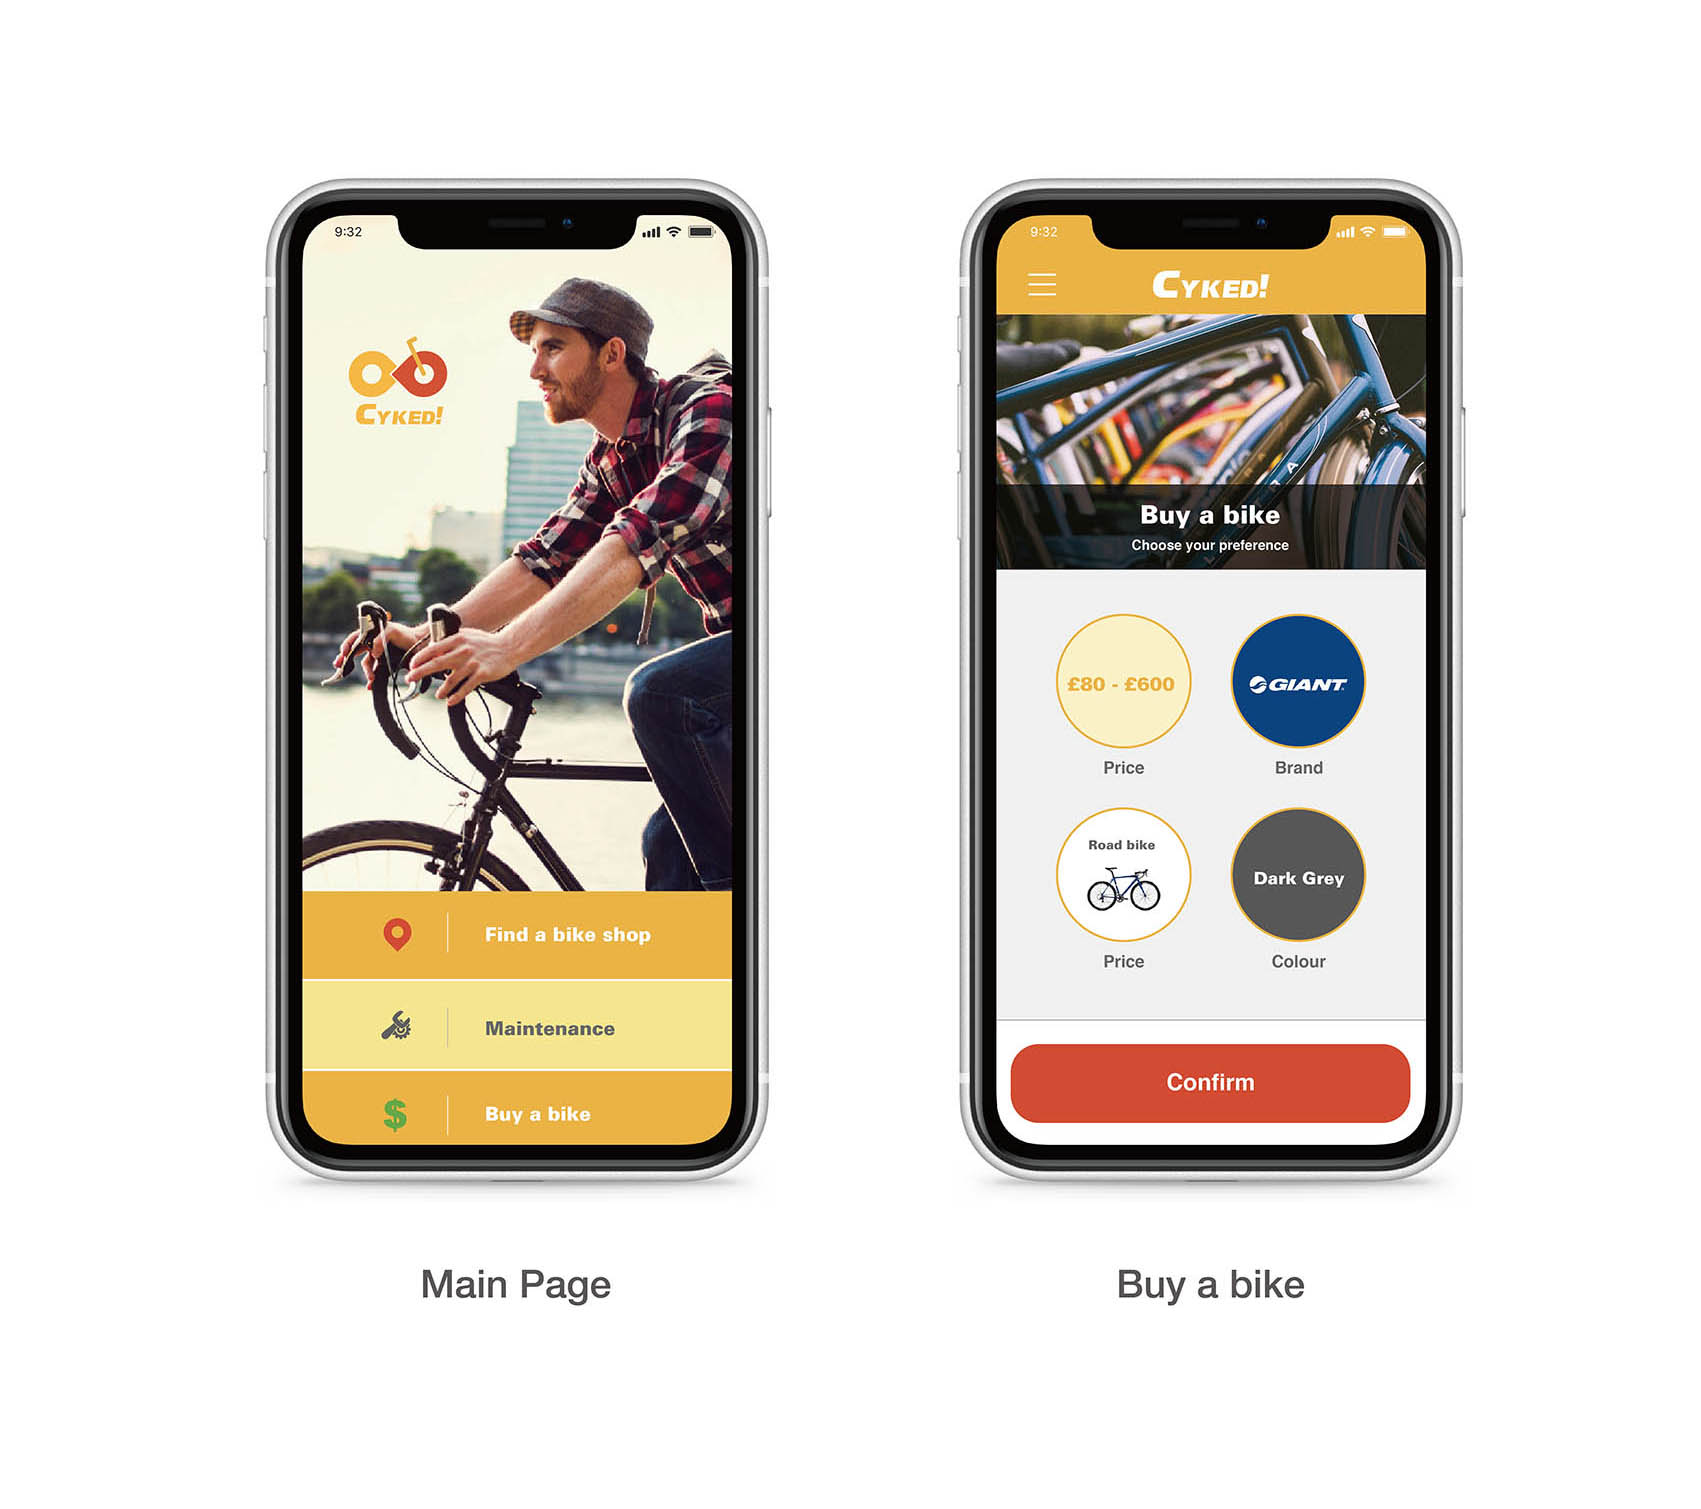 9:32
CYKED!
Find a bike shop
Maintenance
$
Buy a bike
Main Page
9:32
CYKED!
Buy a bike
Choose your preference
£80 - £600
GIANT
Price
Brand
Road bike
Dark Grey
Price
Colour
Confirm
Buy a bike